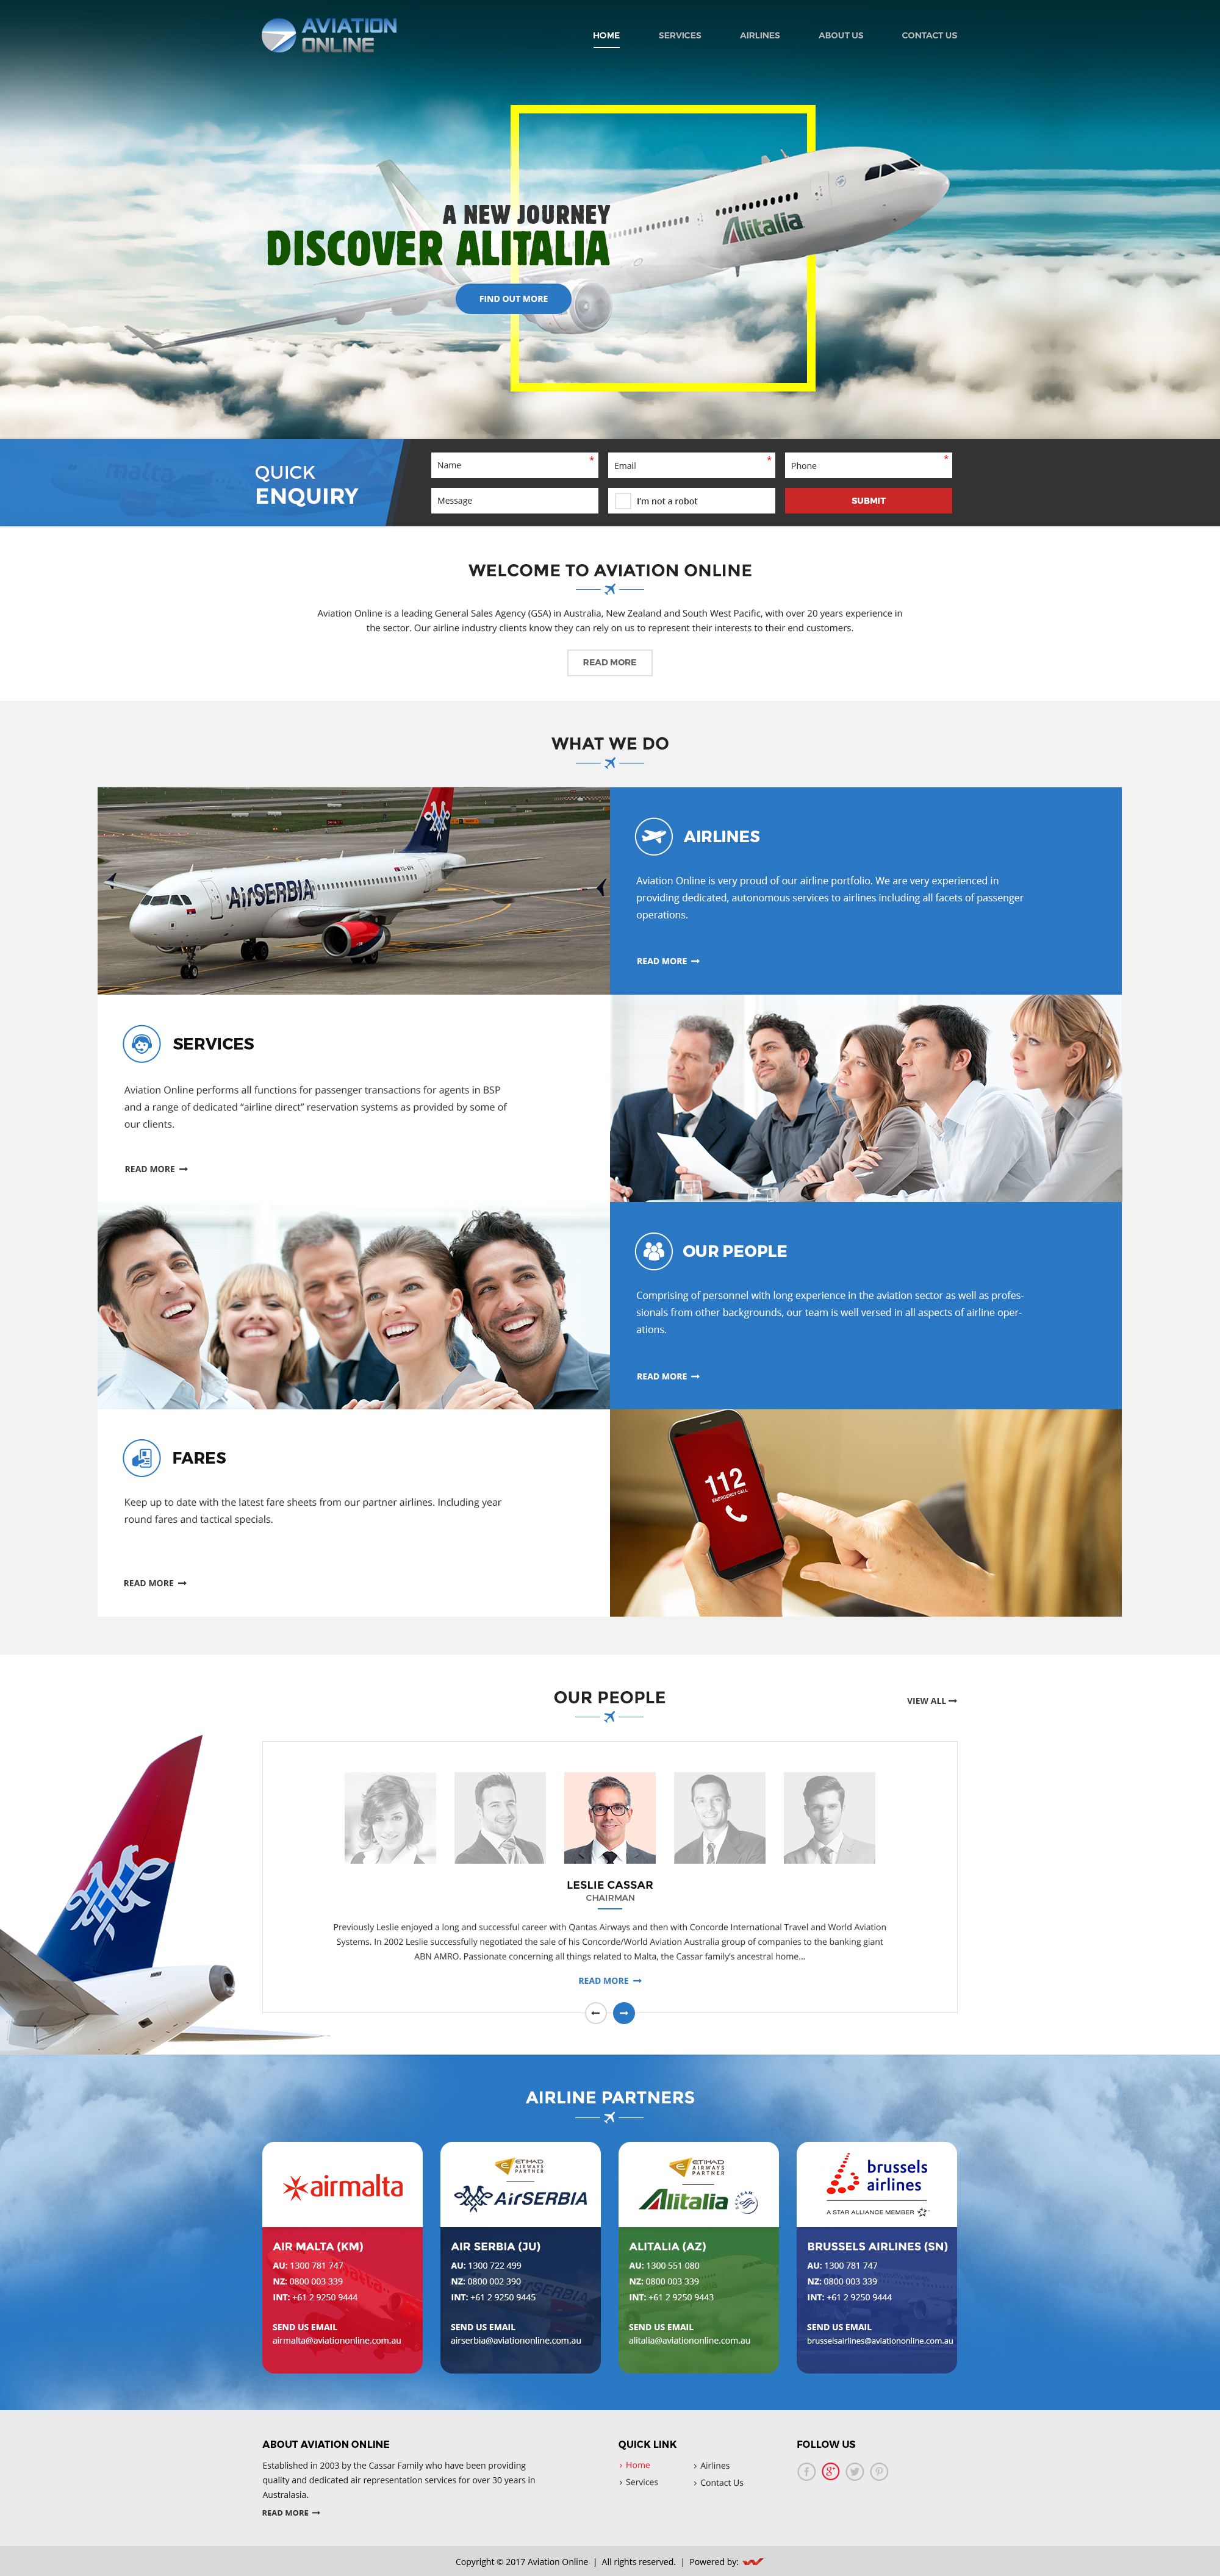 AVIATION
ONLINE
HOME
SERVICES
AIRLINES
ABOUT US
CONTACT US
Alitalia
A NEW JOURNEY
DISCOVER ALITALIA
FIND OUT MORE
malta
QUICK
ENQUIRY
Name *
Email *
Phone *
Message
I'm not a robot
SUBMIT
WELCOME TO AVIATION ONLINE
Aviation Online is a leading General Sales Agency (GSA) in Australia, New Zealand and South West Pacific, with over 20 years experience in
the sector. Our airline industry clients know they can rely on us to represent their interests to their end customers.
READ MORE
WHAT WE DO
AirSERBIA
AIRLINES
Aviation Online is very proud of our airline portfolio. We are very experienced in
providing dedicated, autonomous services to airlines including all facets of passenger
operations.
READ MORE
SERVICES
Aviation Online performs all functions for passenger transactions for agents in BSP
and a range of dedicated “airline direct” reservation systems as provided by some of
our clients.
READ MORE
OUR PEOPLE
Comprising of personnel with long experience in the aviation sector as well as profes-
sionals from other backgrounds, our team is well versed in all aspects of airline oper-
ations.
READ MORE
FARES
Keep up to date with the latest fare sheets from our partner airlines. Including year
round fares and tactical specials.
READ MORE
112
EMERGENCY CALL
OUR PEOPLE
VIEW ALL
LESLIE CASSAR
CHAIRMAN
Previously Leslie enjoyed a long and successful career with Qantas Airways and then with Concorde International Travel and World Aviation
Systems. In 2002 Leslie successfully negotiated the sale of his Concorde/World Aviation Australia group of companies to the banking giant
ABN AMRO. Passionate concerning all things related to Malta, the Cassar family's ancestral home...
READ MORE
AIRLINE PARTNERS
airmalta
AIR MALTA (KM)
AU: 1300 781 747
NZ: 0800 003 339
INT: +61 2 9250 9444
SEND US EMAIL
airmalta@aviationonline.com.au
ETIHAD
AIRWAYS
PARTNER
AirSERBIA
AIR SERBIA (JU)
AU: 1300 722 499
NZ: 0800 002 390
INT: +61 2 9250 9445
SEND US EMAIL
airserbia@aviationonline.com.au
ETIHAD
AIRWAYS
PARTNER
Alitalia
ALITALIA (AZ)
AU: 1300 551 080
NZ: 0800 003 339
INT: +61 2 9250 9443
SEND US EMAIL
alitalia@aviationonline.com.au
brussels
airlines
A STAR ALLIANCE MEMBER
BRUSSELS AIRLINES (SN)
AU: 1300 781 747
NZ: 0800 003 339
INT: +61 2 9250 9444
SEND US EMAIL
brusselsairlines@aviationonline.com.au
ABOUT AVIATION ONLINE
Established in 2003 by the Cassar Family who have been providing
quality and dedicated air representation services for over 30 years in
Australasia.
READ MORE
QUICK LINK
› Home
› Services
› Airlines
› Contact Us
FOLLOW US
Copyright © 2017 Aviation Online | All rights reserved. | Powered by: